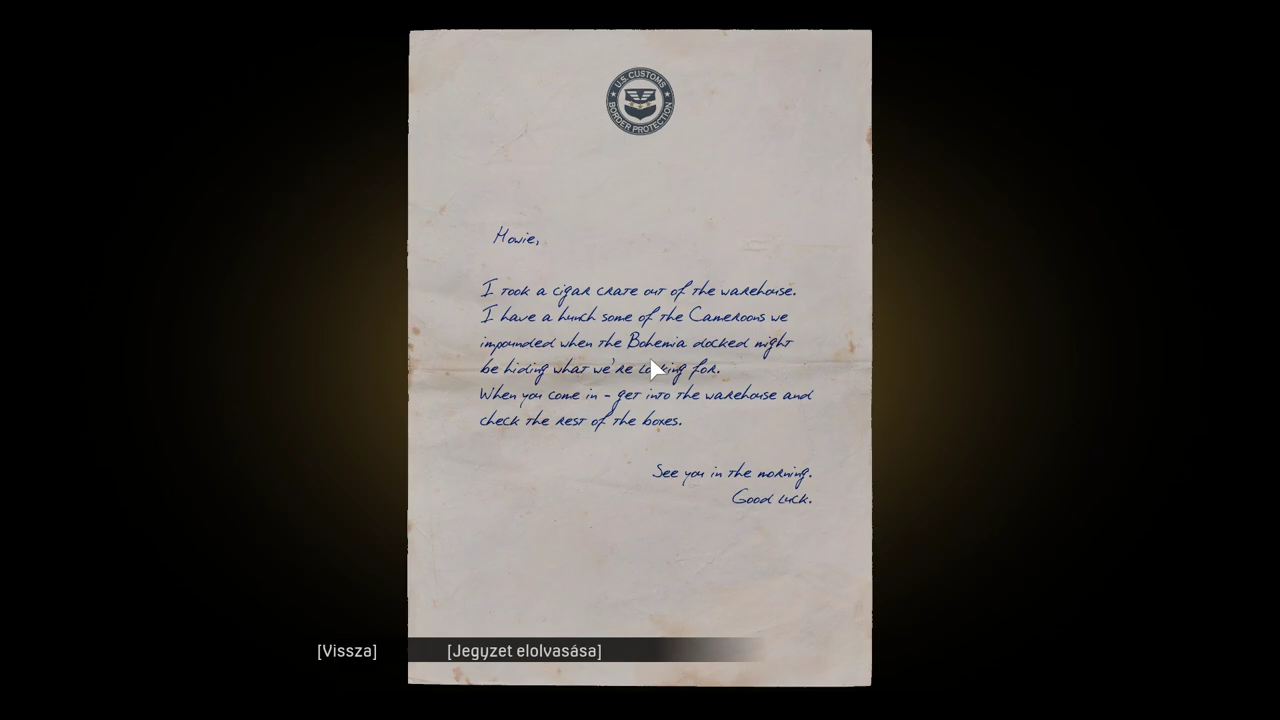 U.S. CUSTOMS
BORDER PROTECTION
Howie,
I took a cigar crate out of the warehouse.
I have a hunch some of the Cameroons we
impounded when the Bohemia docked might
be hiding what we're looking for.
When you come in - get into the warehouse and
check the rest of the boxes.
See you in the morning.
Good luck.
[Vissza] [Jegyzet elolvasása]